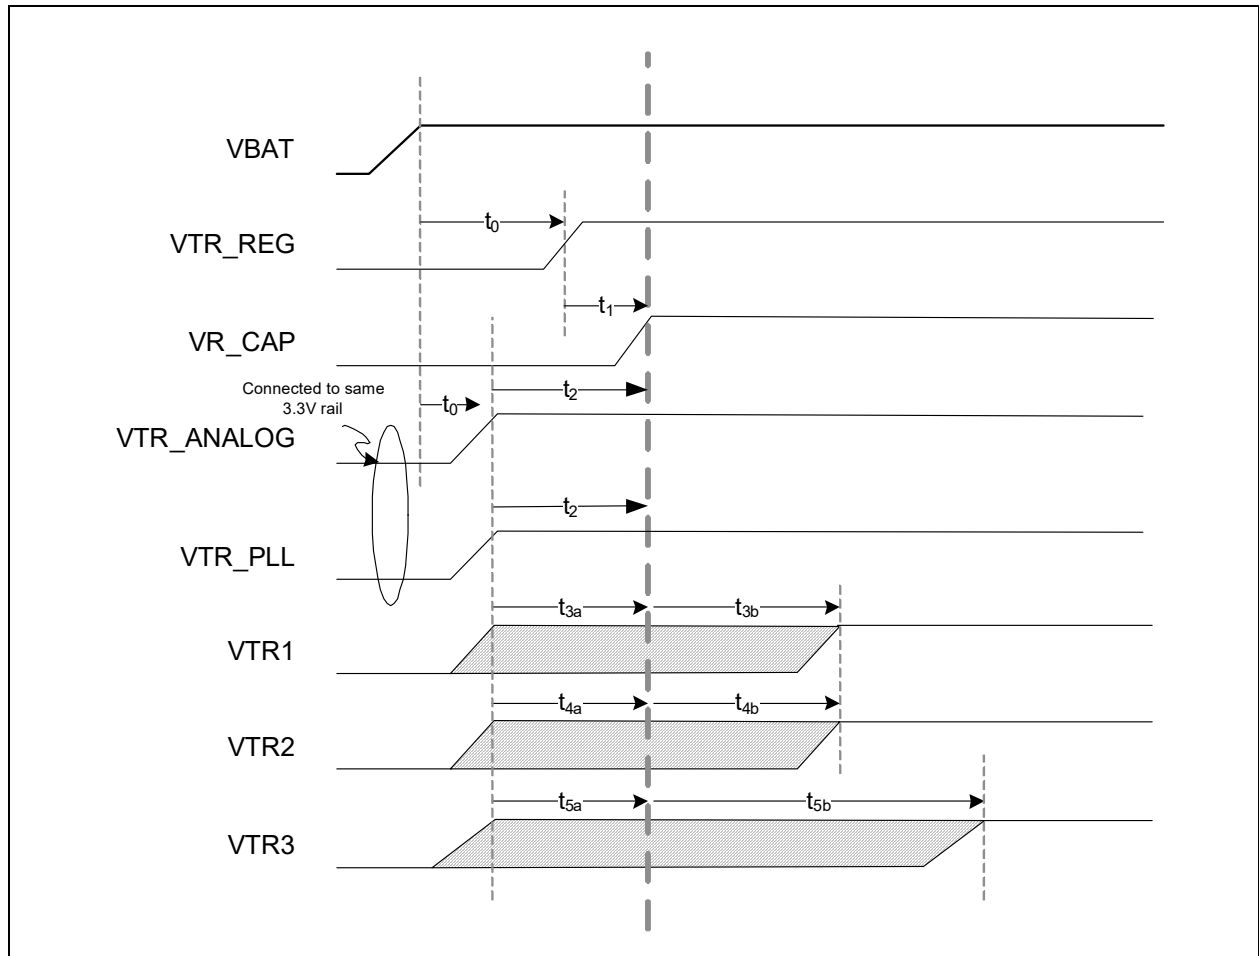 VBAT
t0
VTR_REG
t1
VR_CAP
Connected to same
3.3V rail
t0
t2
VTR_ANALOG
t2
VTR_PLL
t3a
t3b
VTR1
t4a
t4b
VTR2
t5a
t5b
VTR3